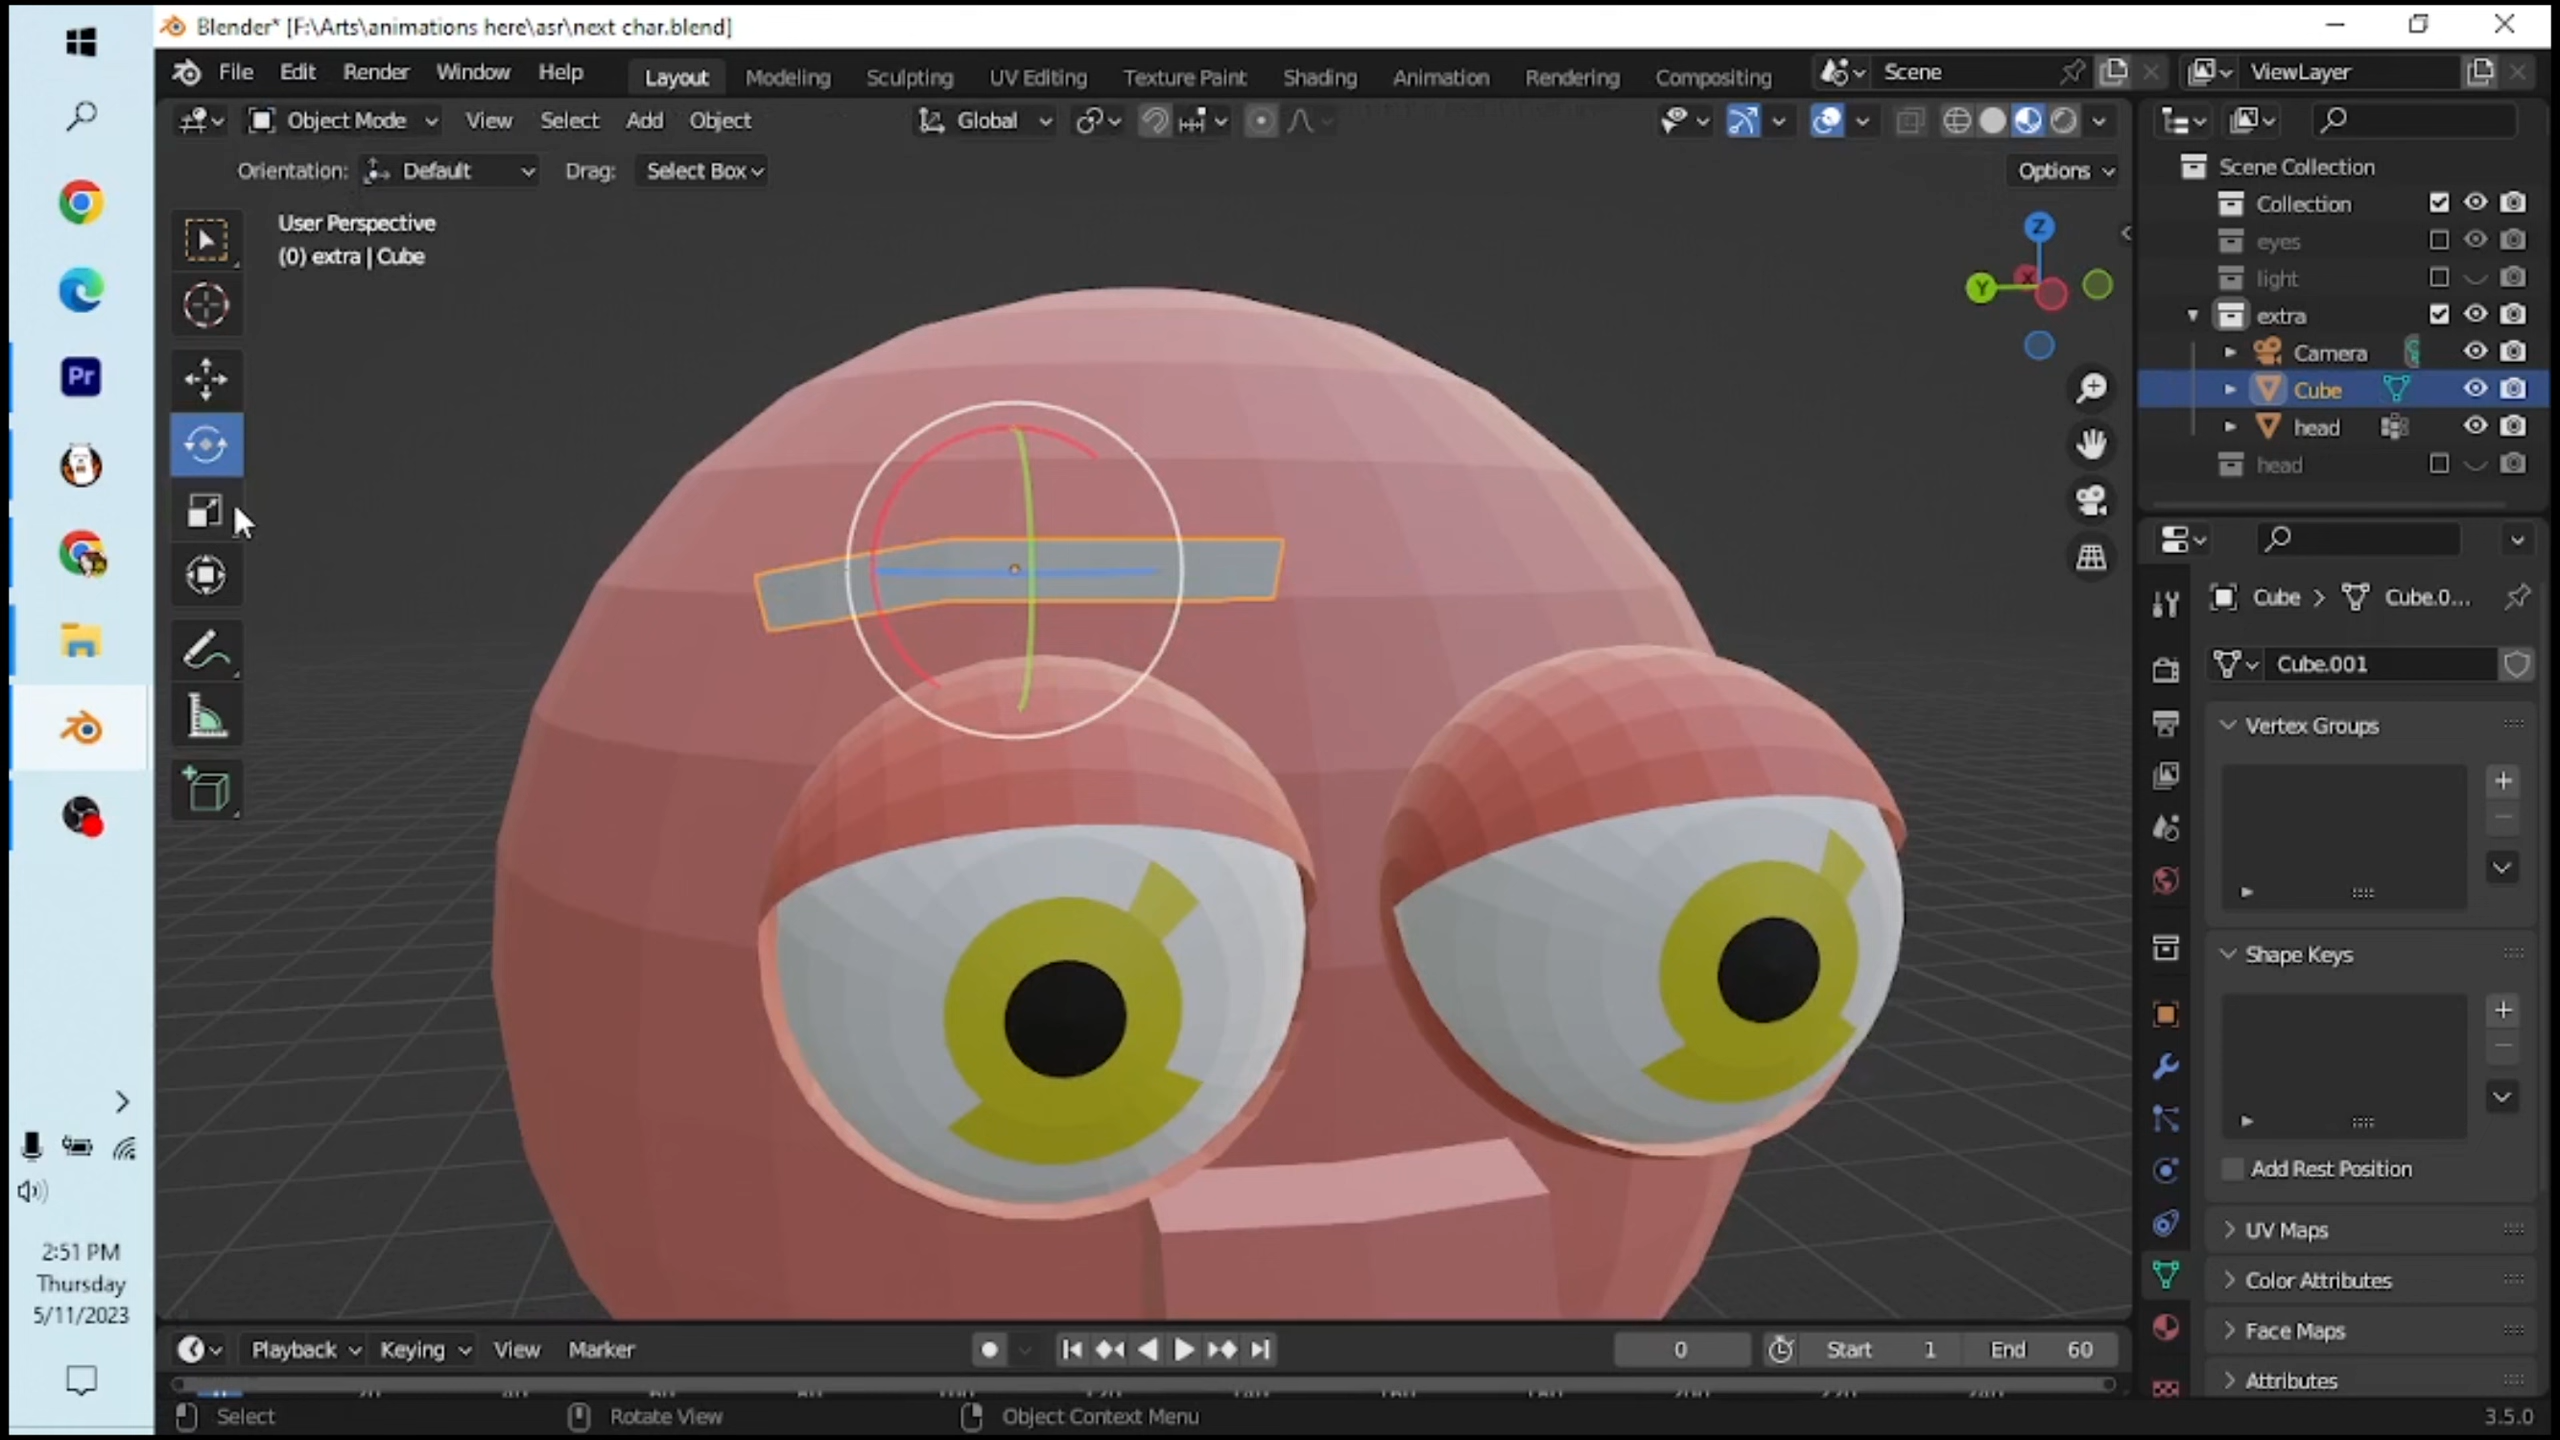 Blender* [F:\Arts\animations here\asr\next char.blend]
File Edit Render Window Help Layout Modeling Sculpting UV Editing Texture Paint Shading Animation Rendering Compositing Scene ViewLayer
Object Mode View Select Add Object Global
Orientation: Default Drag: Select Box Options
User Perspective
(0) extra | Cube
Z
X
Y
Scene Collection
Collection
eyes
light
extra
Camera
Cube
head
head
Cube Cube.0...
Cube.001
Vertex Groups
Shape Keys
Add Rest Position
UV Maps
Color Attributes
Face Maps
Attributes
Pr
2:51 PM
Thursday
5/11/2023
Playback Keying View Marker 0 Start 1 End 60
Select Rotate View Object Context Menu 3.5.0